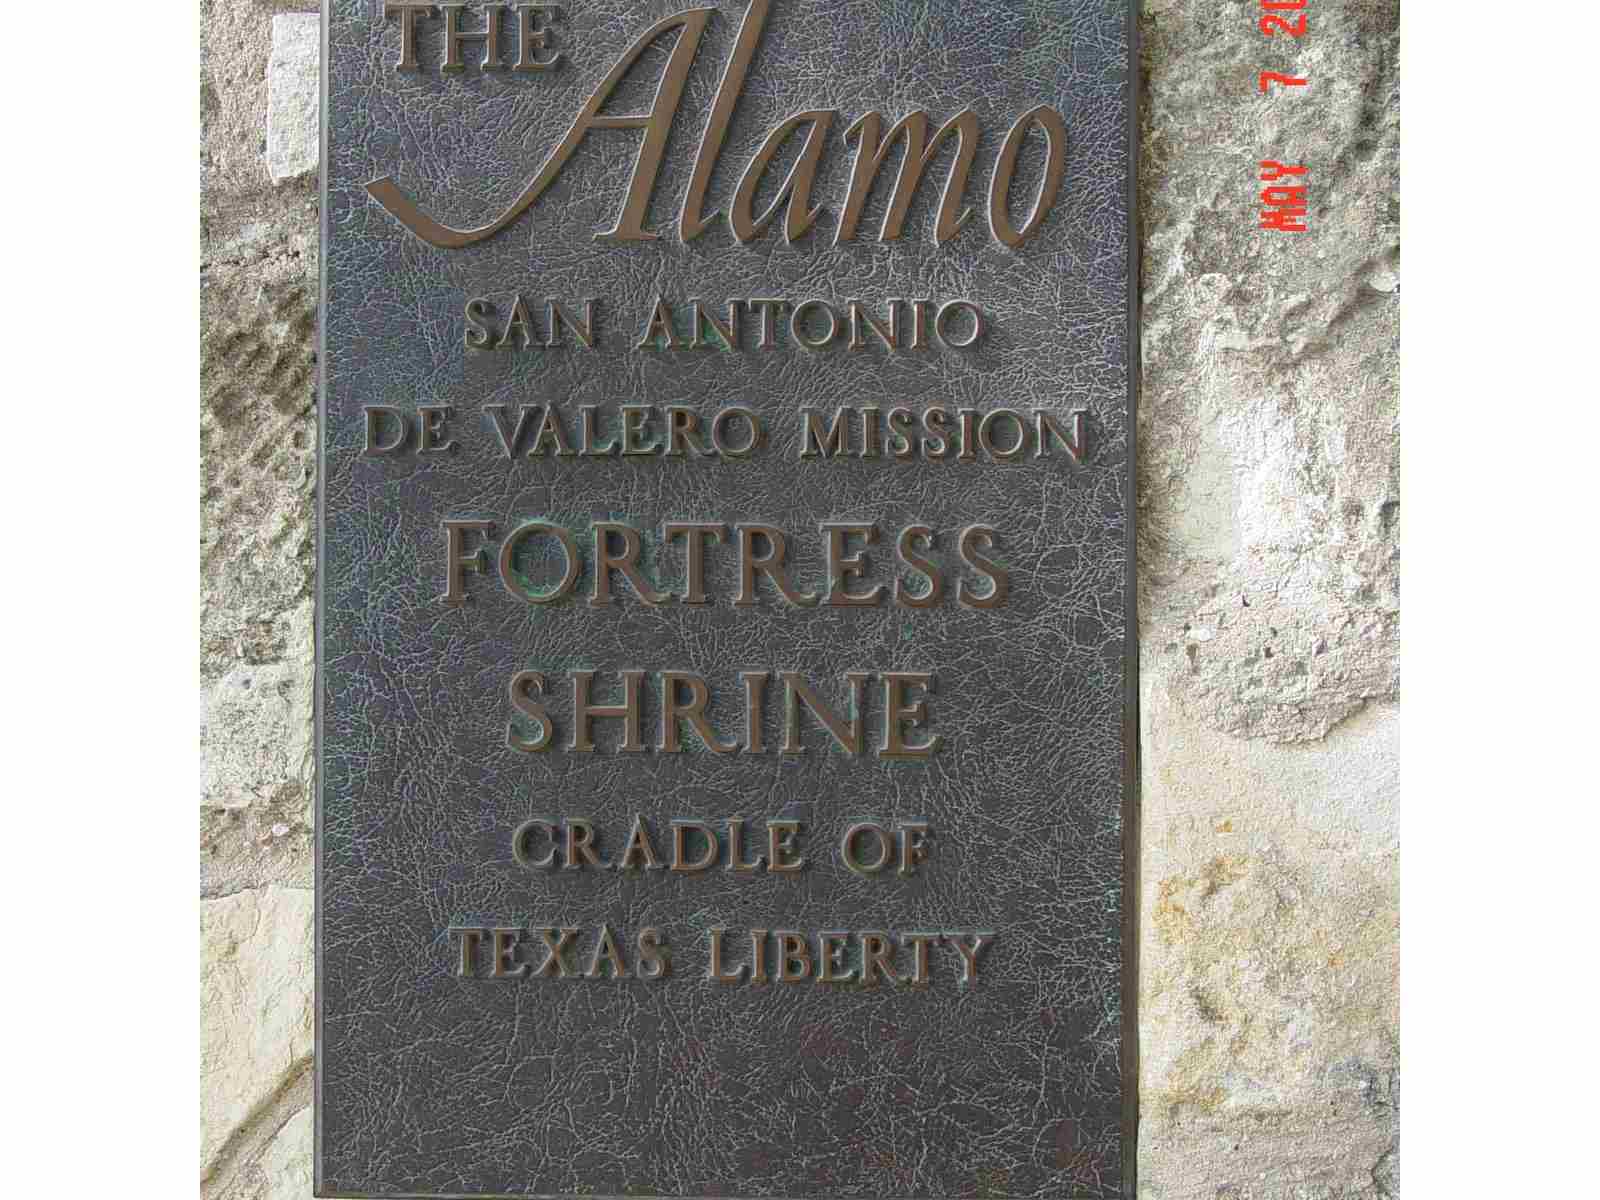 THE Alamo
SAN ANTONIO
DE VALERO MISSION
FORTRESS
SHRINE
CRADLE OF
TEXAS LIBERTY
MAY 7